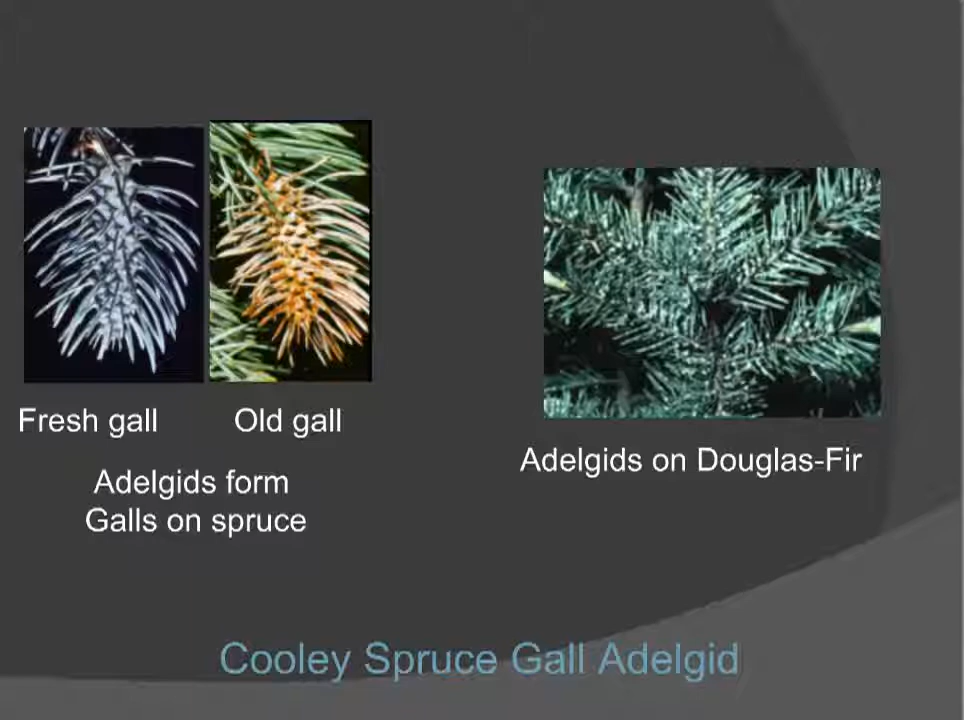 Fresh gall
Old gall
Adelgids form
Galls on spruce
Adelgids on Douglas-Fir
Cooley Spruce Gall Adelgid